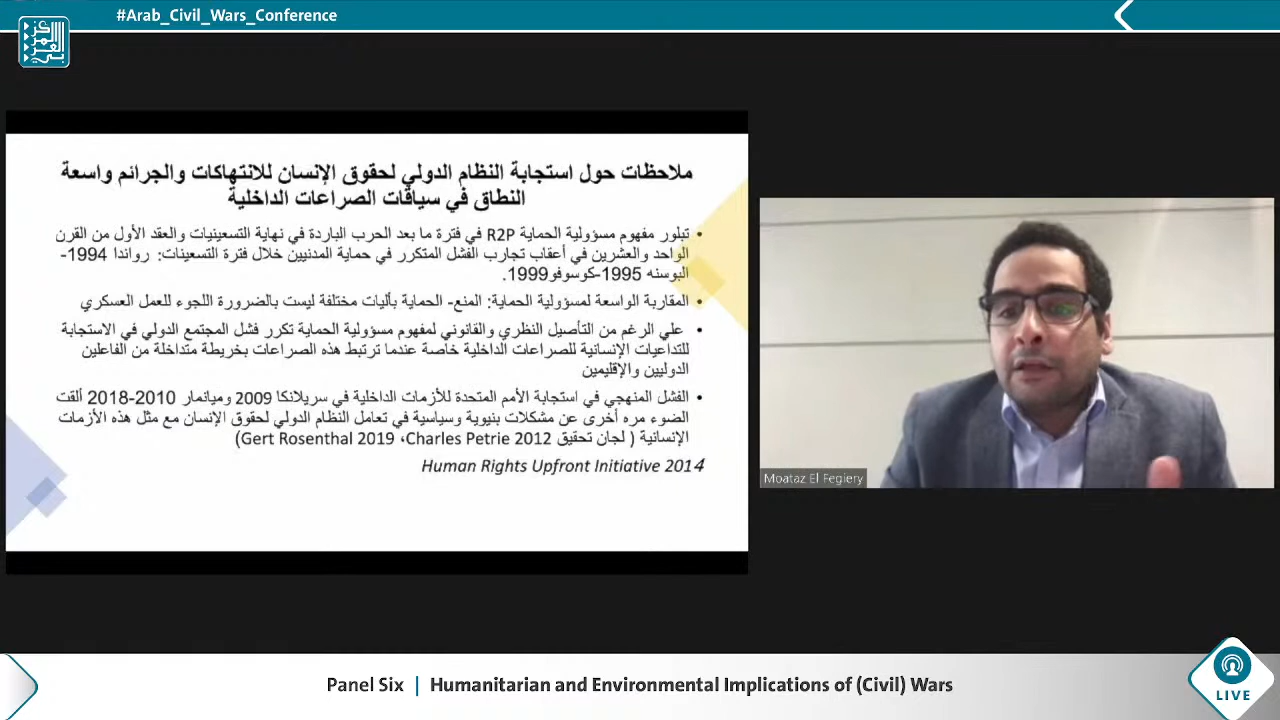 #Arab_Civil_Wars_Conference
ملاحظات حول استجابة النظام الدولي لحقوق الإنسان للانتهاكات والجرائم واسعة
النطاق في سياقات الصراعات الداخلية
• تبلور مفهوم مسؤولية الحماية R2P في فترة ما بعد الحرب الباردة في نهاية التسعينيات والعقد الأول من القرن
الواحد والعشرين في أعقاب تجارب الفشل المتكرر في حماية المدنيين خلال فترة التسعينات: رواندا 1994-
البوسنه 1995-كوسوفو1999.
• المقاربة الواسعة لمسؤولية الحماية: المنع- الحماية بأليات مختلفة ليست بالضرورة اللجوء للعمل العسكري
• علي الرغم من التأصيل النظري والقانوني لمفهوم مسؤولية الحماية تكرر فشل المجتمع الدولي في الاستجابة
للتداعيات الإنسانية للصراعات الداخلية خاصة عندما ترتبط هذه الصراعات بخريطة متداخلة من الفاعلين
الدوليين والإقليمين
• الفشل المنهجي في استجابة الأمم المتحدة للأزمات الداخلية في سريلانكا 2009 وميانمار 2010-2018 ألقت
الضوء مره أخرى عن مشكلات بنيوية وسياسية في تعامل النظام الدولي لحقوق الإنسان مع مثل هذه الأزمات
الإنسانية ( لجان تحقيق Charles Petrie 2012، Gert Rosenthal 2019)
Human Rights Upfront Initiative 2014
Moataz El Fegiery
Panel Six | Humanitarian and Environmental Implications of (Civil) Wars
LIVE